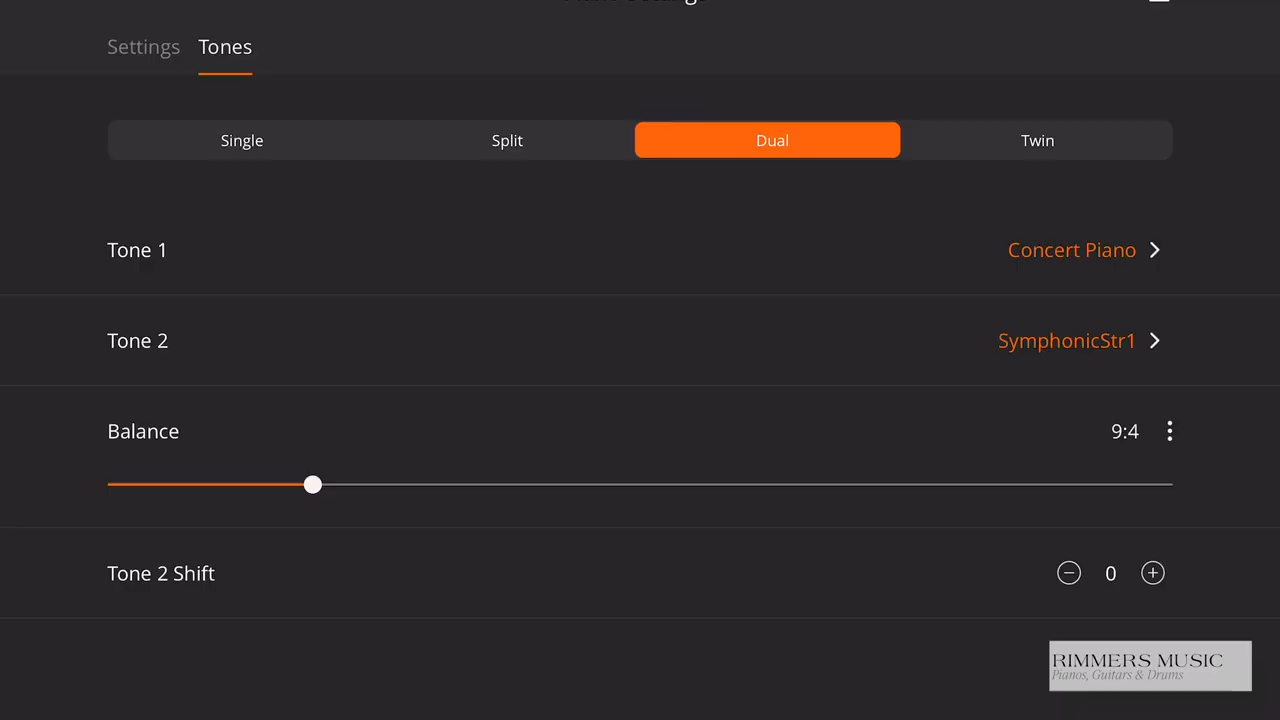 Settings Tones
Single Split Dual Twin
Tone 1 Concert Piano
Tone 2 SymphonicStr1
Balance 9:4
Tone 2 Shift 0
RIMMERS MUSIC
Pianos, Guitars & Drums